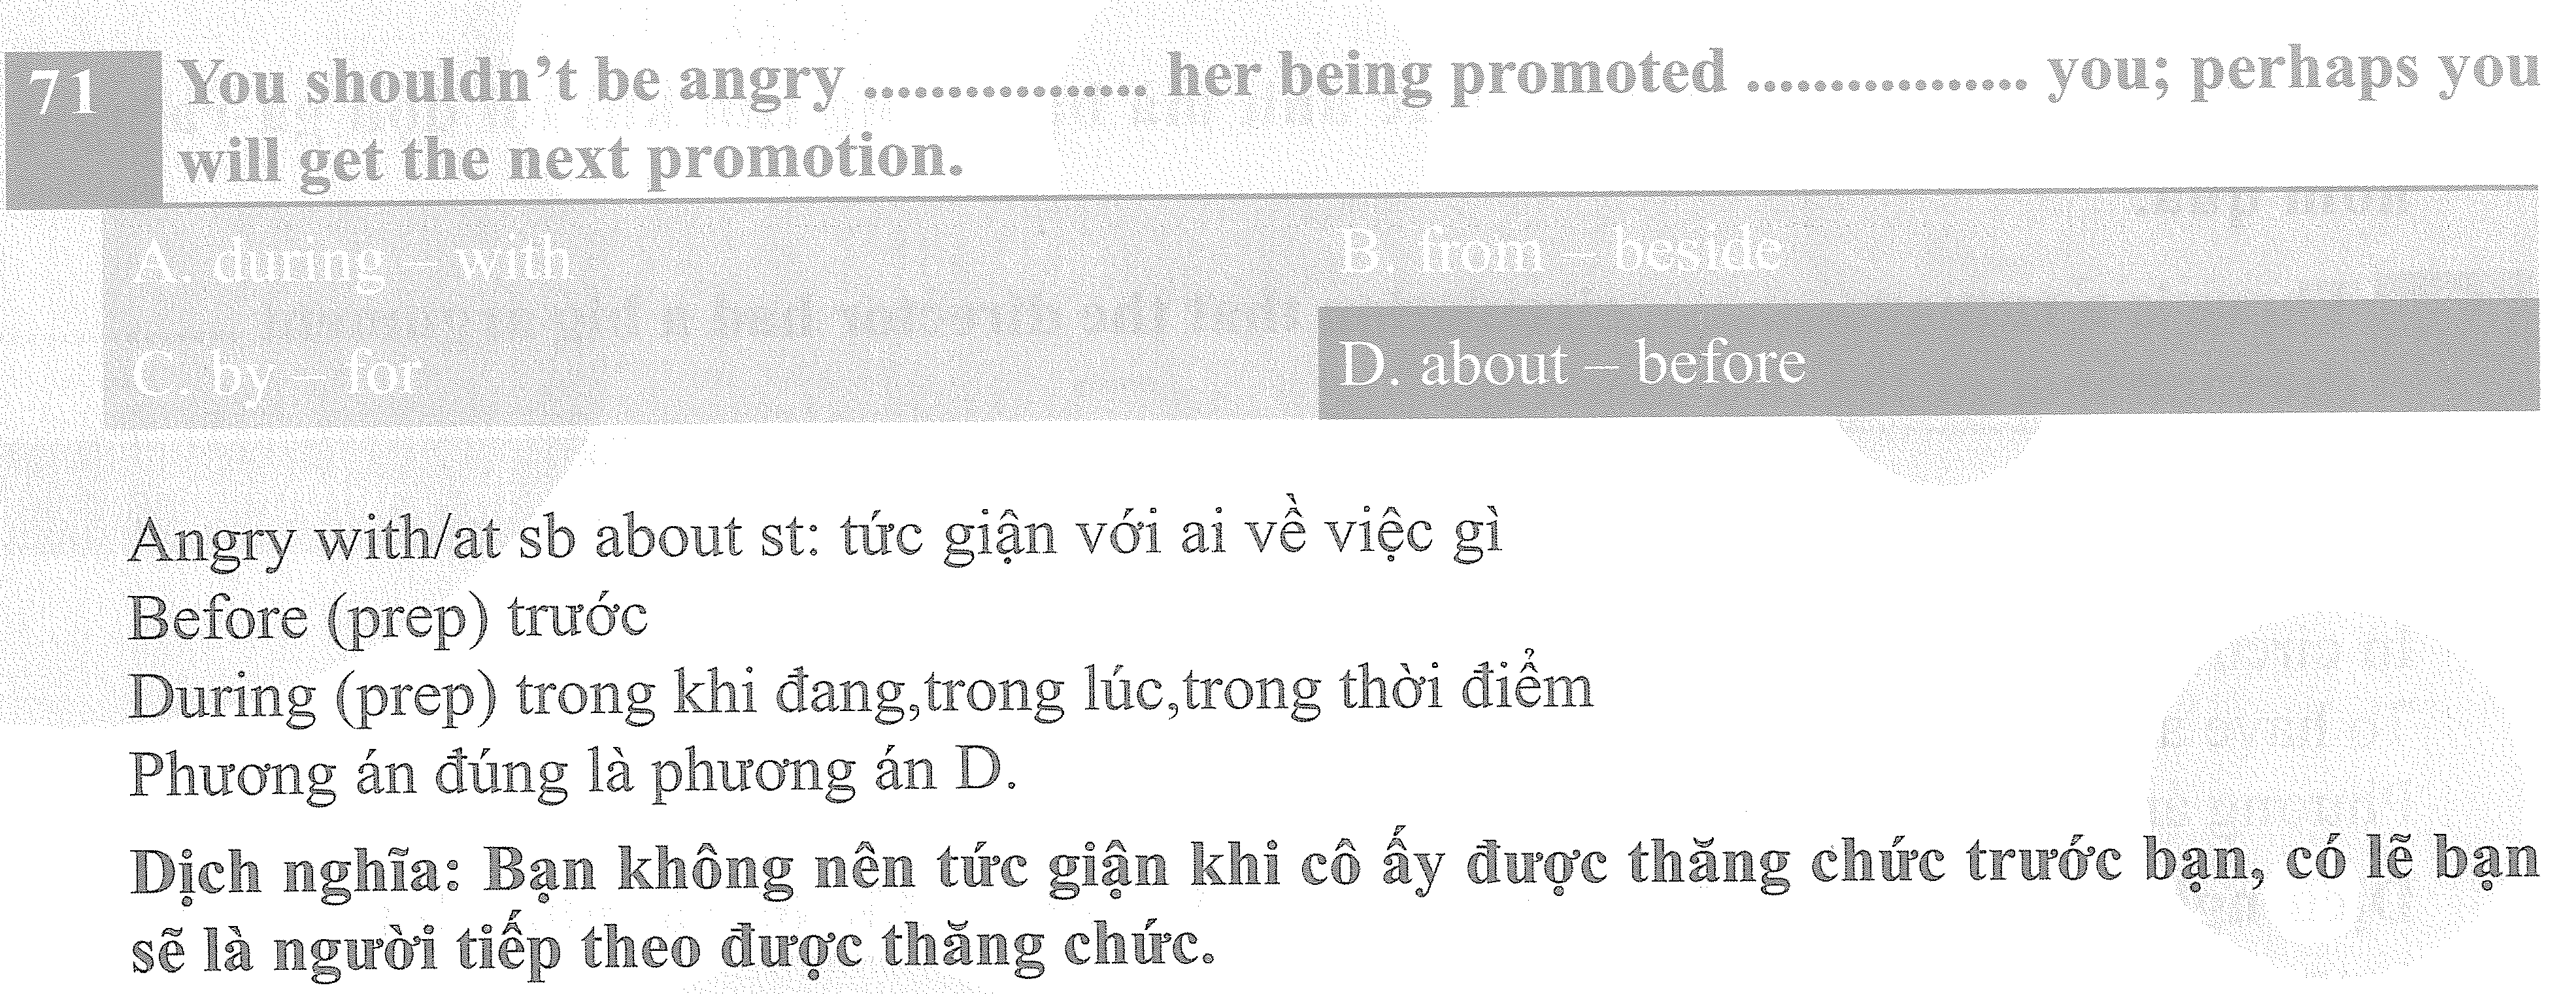 71
You shouldn't be angry ................ her being promoted ................ you; perhaps you
will get the next promotion.
A. during – with
B. from – beside
C. by – for
D. about – before
Angry with/at sb about st: tức giận với ai về việc gì
Before (prep) trước
During (prep) trong khi đang,trong lúc,trong thời điểm
Phương án đúng là phương án D.
Dịch nghĩa: Bạn không nên tức giận khi cô ấy được thăng chức trước bạn, có lẽ bạn
sẽ là người tiếp theo được thăng chức.